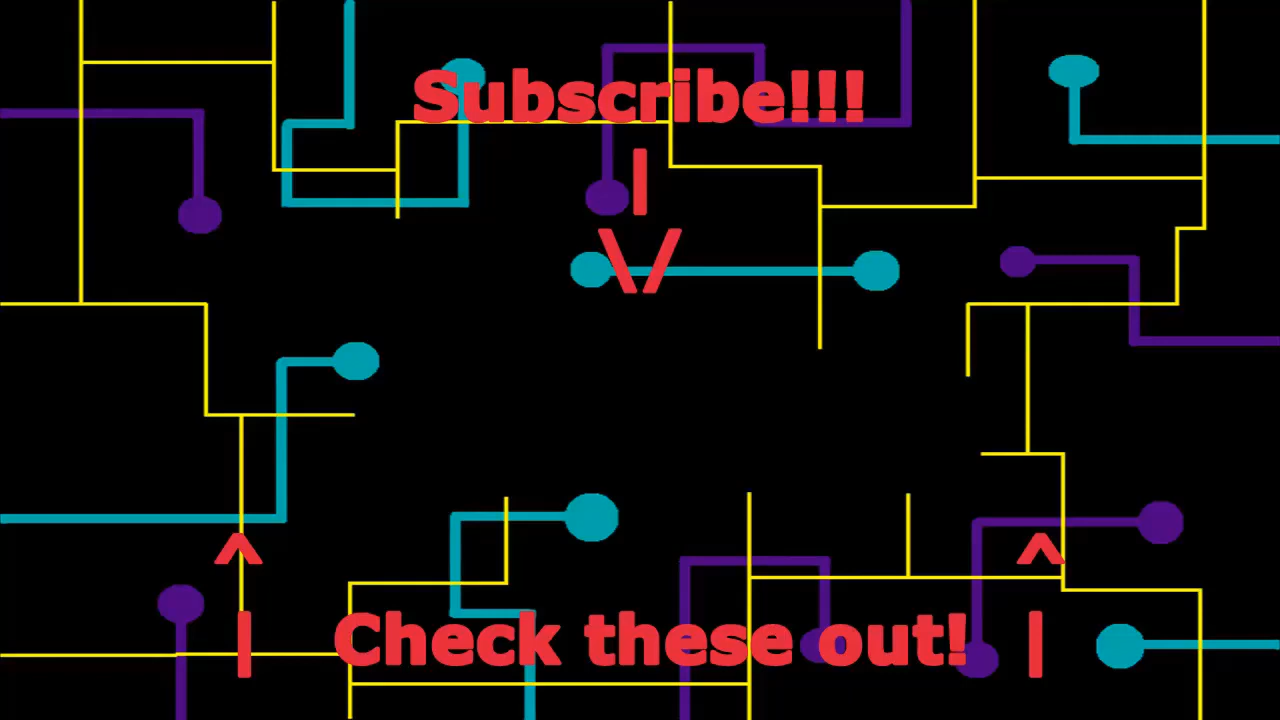 Subscribe!!!
|
\/
^ ^
| Check these out! |